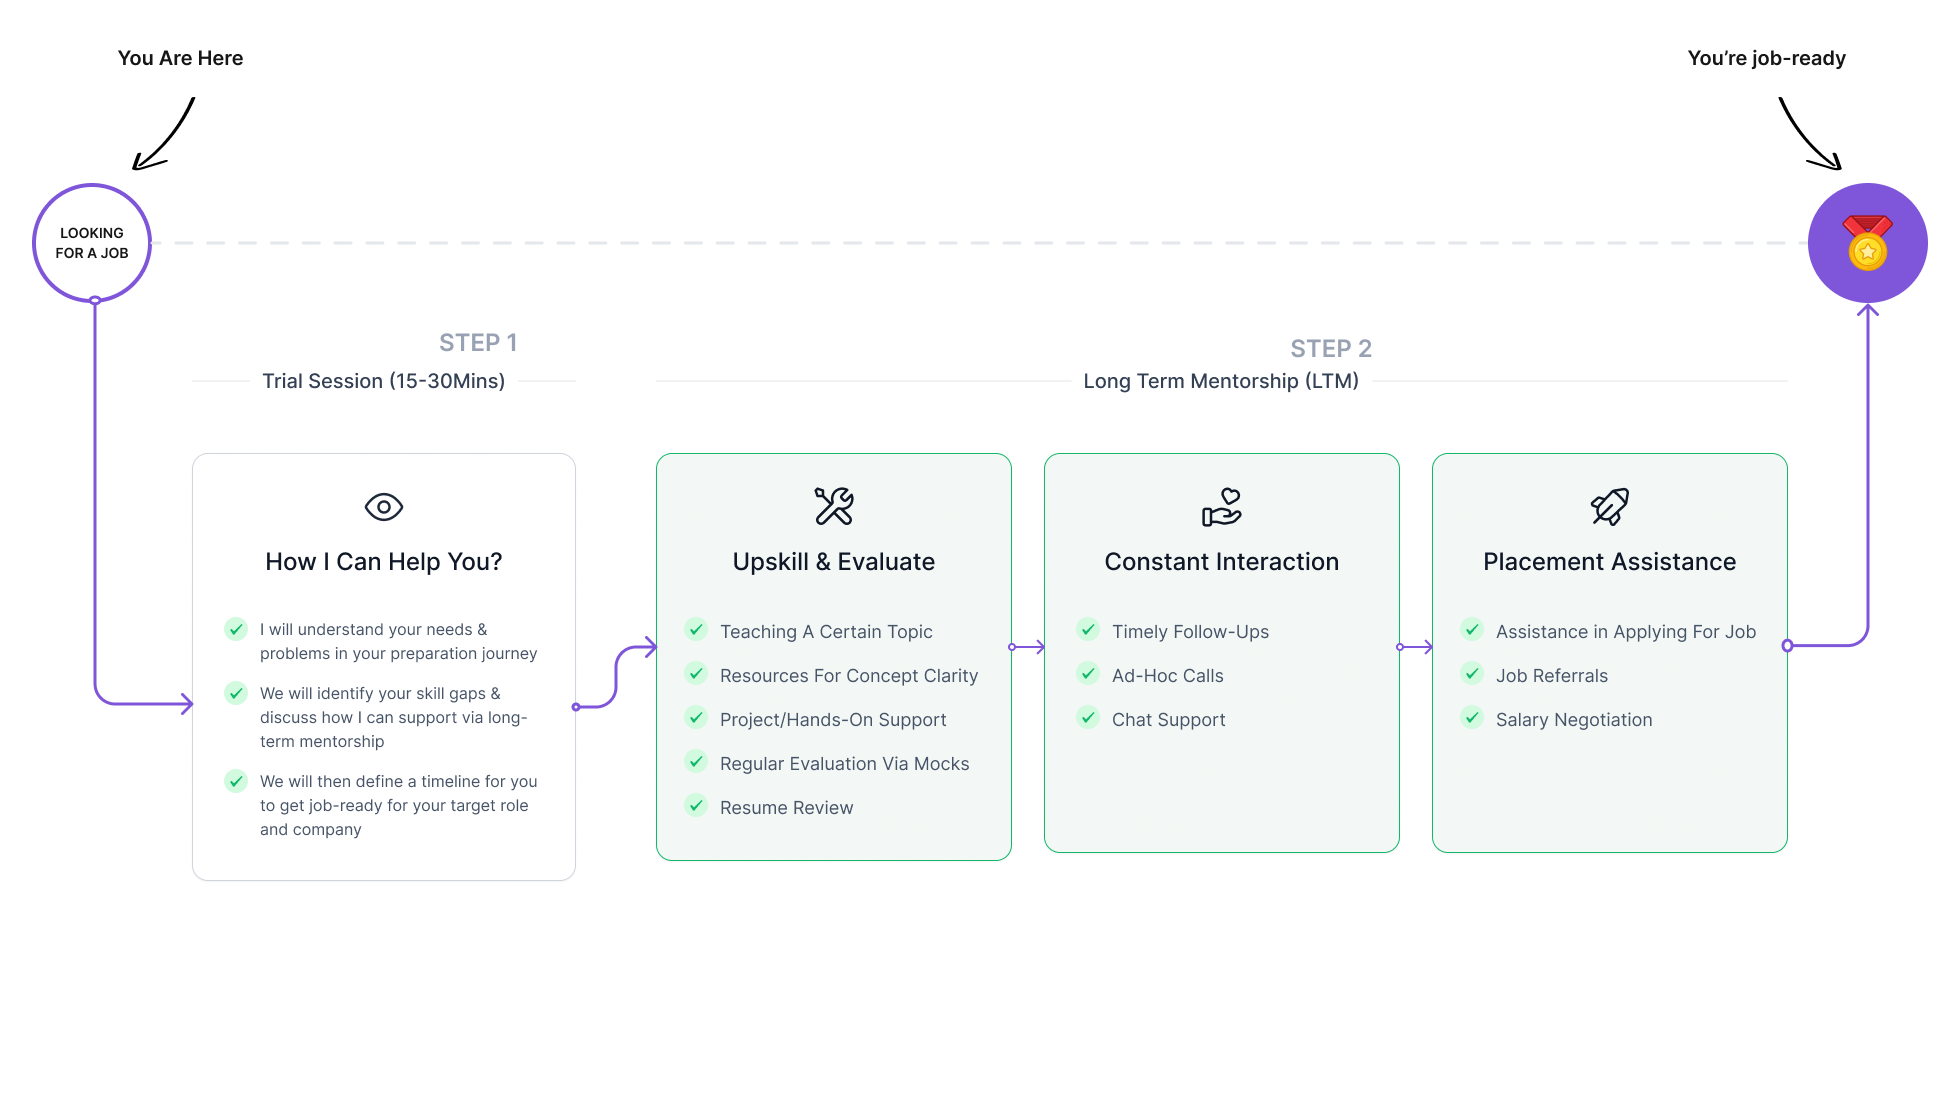 You Are Here
You’re job-ready
LOOKING
FOR A JOB
STEP 1
Trial Session (15-30Mins)
STEP 2
Long Term Mentorship (LTM)
How I Can Help You?
I will understand your needs &
problems in your preparation journey
We will identify your skill gaps &
discuss how I can support via long-
term mentorship
We will then define a timeline for you
to get job-ready for your target role
and company
Upskill & Evaluate
Teaching A Certain Topic
Resources For Concept Clarity
Project/Hands-On Support
Regular Evaluation Via Mocks
Resume Review
Constant Interaction
Timely Follow-Ups
Ad-Hoc Calls
Chat Support
Placement Assistance
Assistance in Applying For Job
Job Referrals
Salary Negotiation